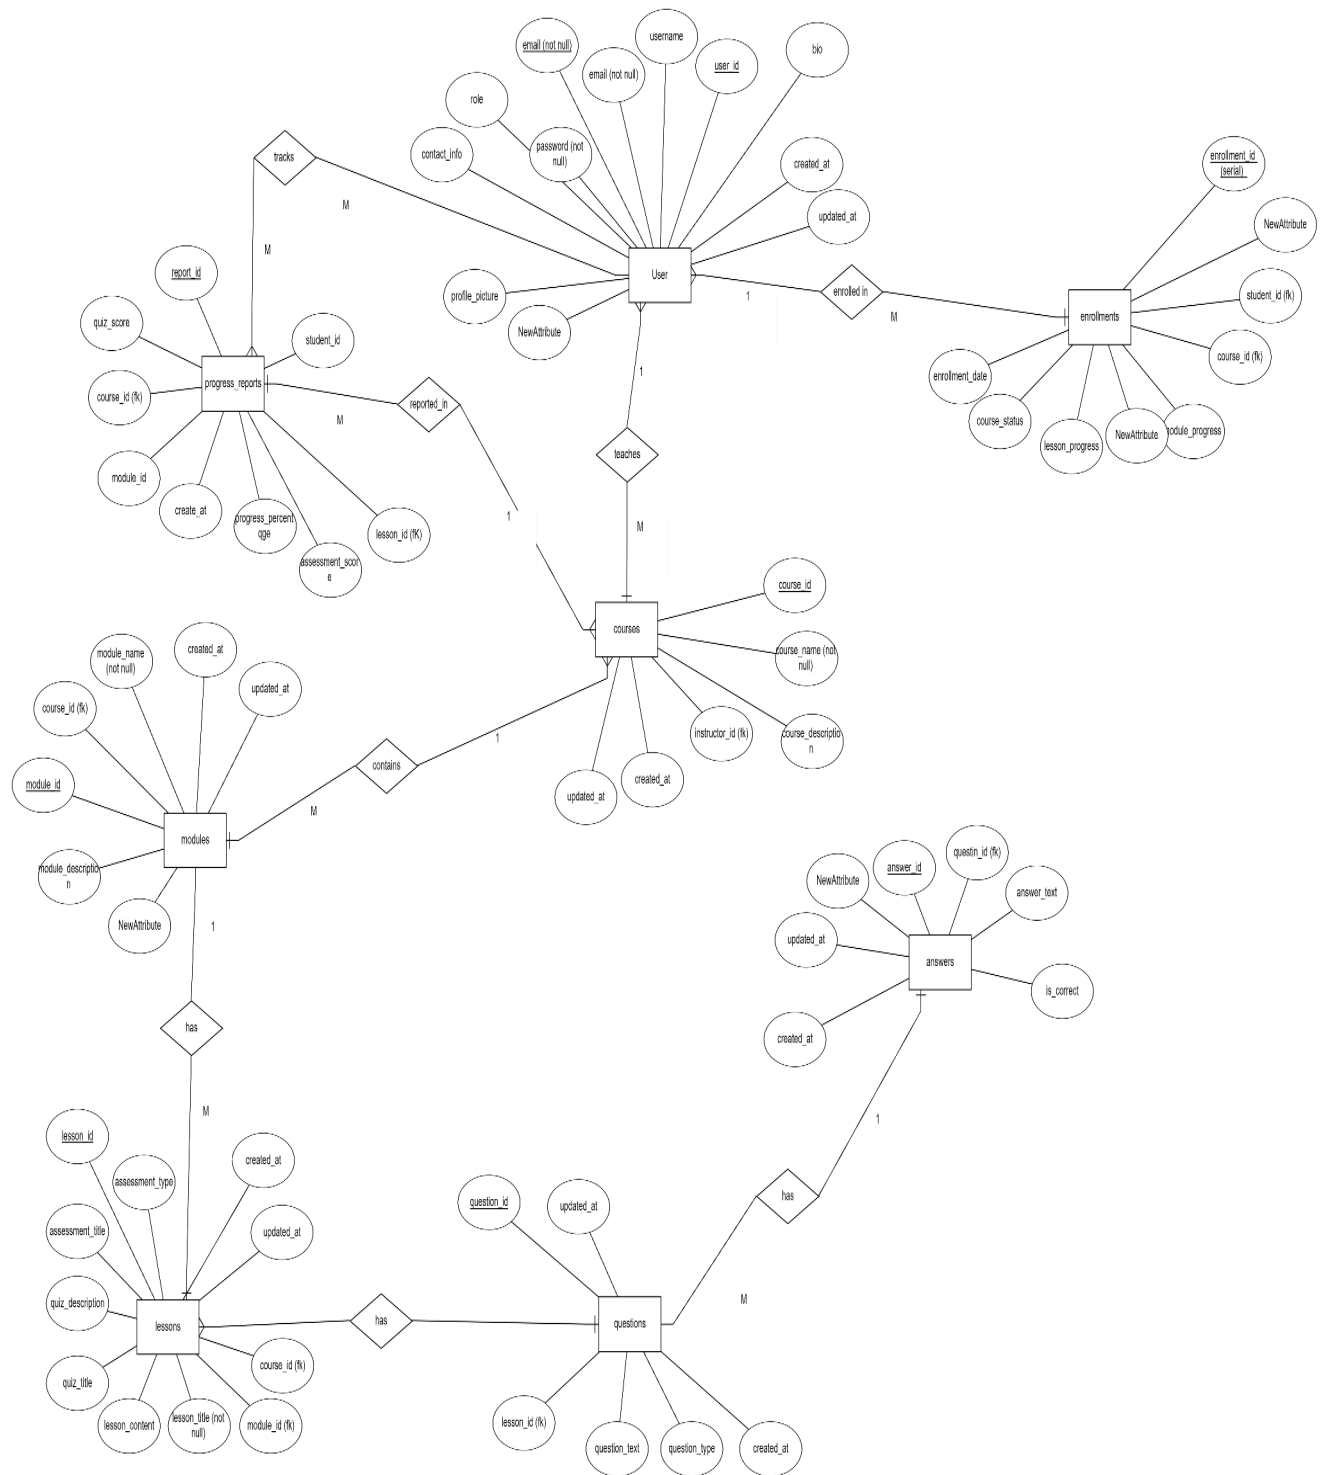 email (not null)
username
email (not null)
user_id
bio
role
password (not
null)
contact_info
created_at
updated_at
tracks
M
M
User
profile_picture
NewAttribute
1
enrolled in
M
enrollment_id
(serial)
NewAttribute
student_id (fk)
enrollments
course_id (fk)
enrollment_date
course_status
lesson_progress
NewAttribute
module_progress
report_id
quiz_score
student_id
progress_reports
course_id (fk)
module_id
create_at
progress_percent
qge
assessment_scor
e
lesson_id (fK)
M
reported_in
1
1
teaches
M
course_id
courses
course_name (not
null)
course_descriptio
n
instructor_id (fk)
created_at
updated_at
module_name
(not null)
created_at
updated_at
course_id (fk)
module_id
modules
module_descriptio
n
NewAttribute
M
contains
1
1
has
M
NewAttribute
answer_id
questin_id (fk)
answer_text
updated_at
answers
is_correct
created_at
1
has
M
lesson_id
assessment_type
created_at
assessment_title
updated_at
quiz_description
lessons
course_id (fk)
quiz_title
lesson_content
lesson_title (not
null)
module_id (fk)
has
question_id
updated_at
questions
lesson_id (fk)
question_text
question_type
created_at